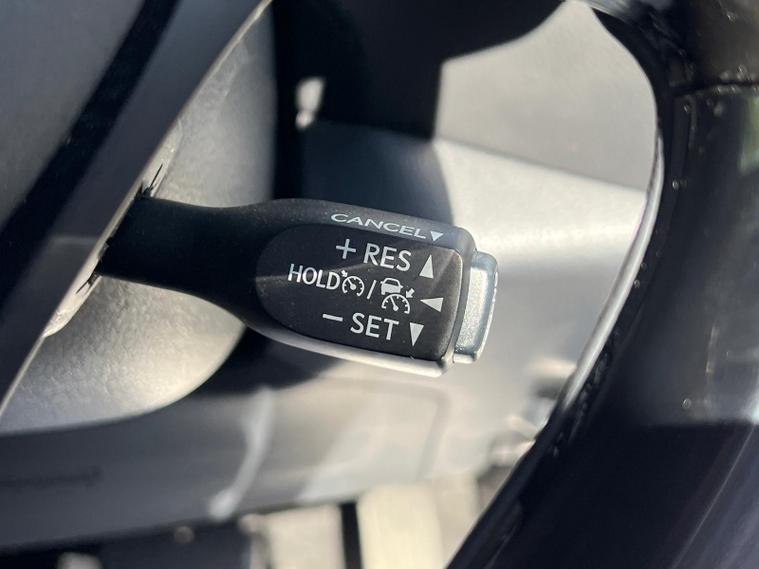 CANCEL▼
+ RES ▲
HOLD / ◀
− SET ▼